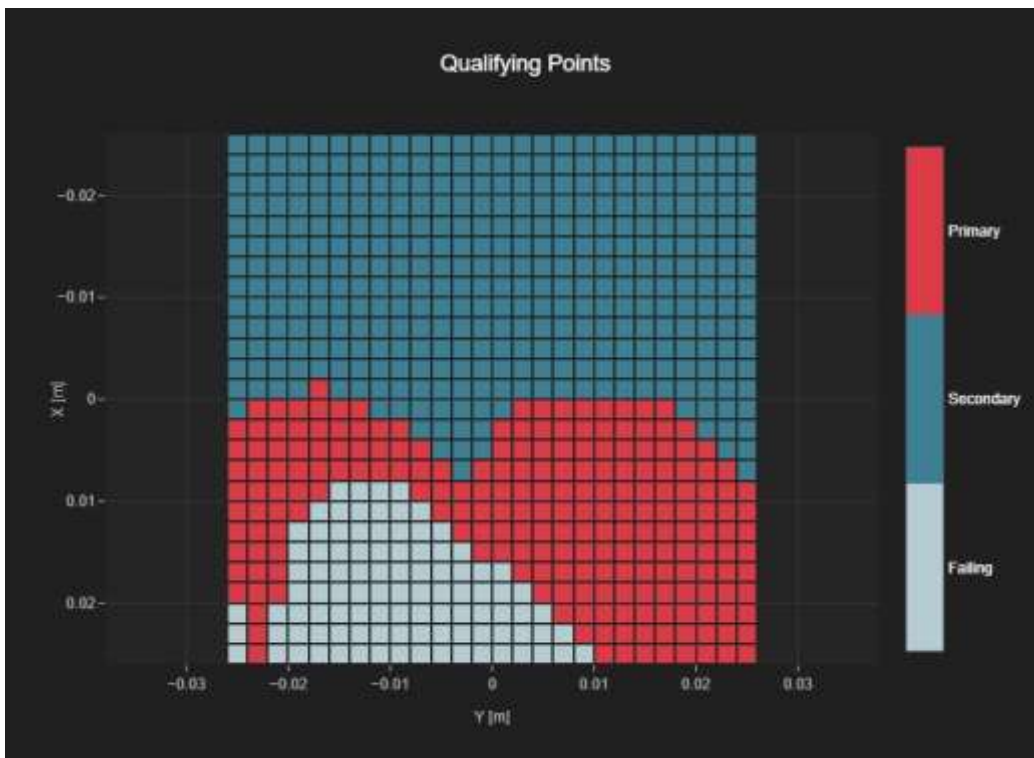 Qualifying Points
−0.02
−0.01
0
0.01
0.02
X [m]
−0.03
−0.02
−0.01
0
0.01
0.02
0.03
Y [m]
Primary
Secondary
Failing